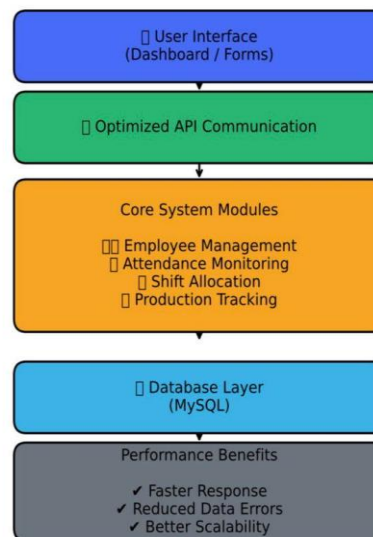 User Interface
(Dashboard / Forms)
Optimized API Communication
Core System Modules
Employee Management
Attendance Monitoring
Shift Allocation
Production Tracking
Database Layer
(MySQL)
Performance Benefits
✔ Faster Response
✔ Reduced Data Errors
✔ Better Scalability